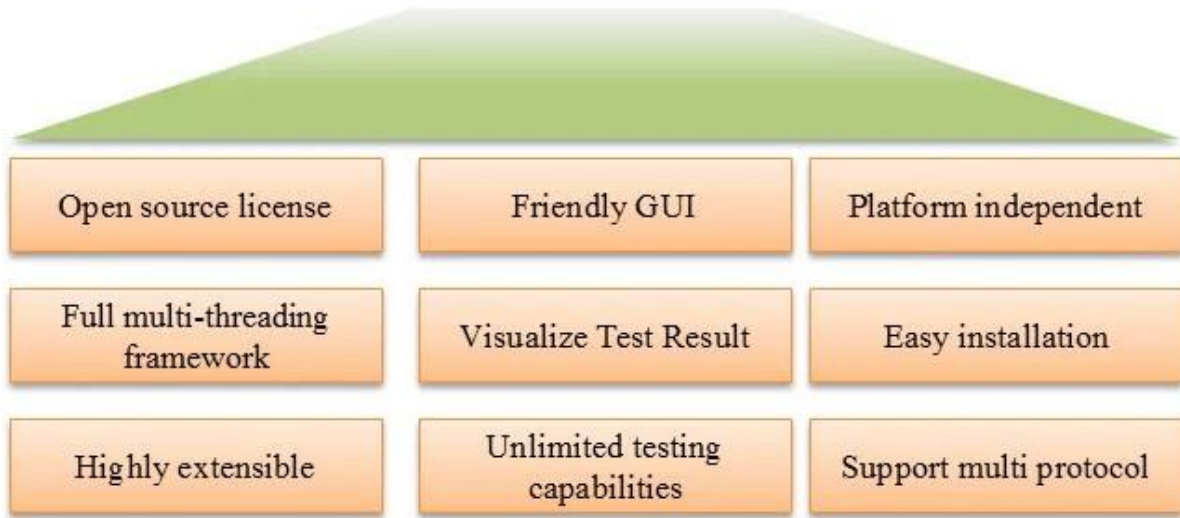 Open source license
Friendly GUI
Platform independent
Full multi-threading
framework
Visualize Test Result
Easy installation
Highly extensible
Unlimited testing
capabilities
Support multi protocol